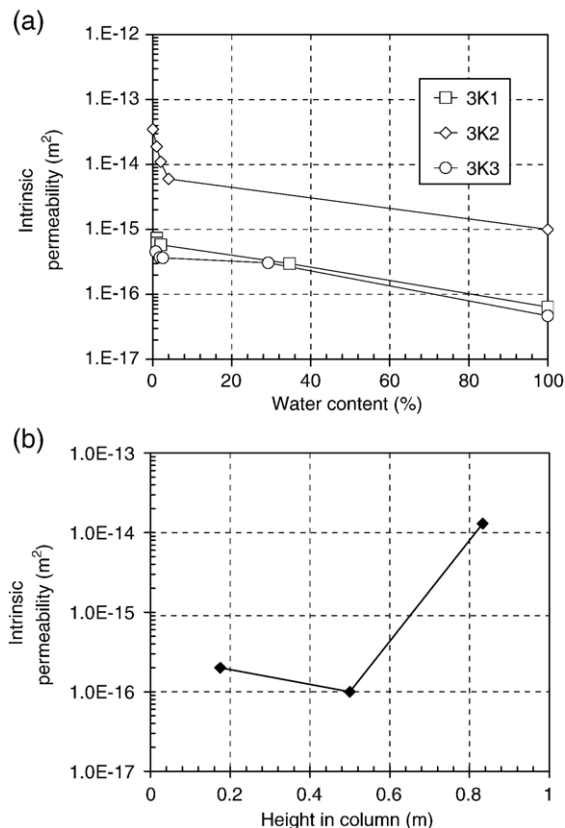 (a)
1.E-12
1.E-13
1.E-14
1.E-15
1.E-16
1.E-17
Intrinsic
permeability (m²)
3K1
3K2
3K3
0 20 40 60 80 100
Water content (%)
(b)
1.0E-13
1.0E-14
1.0E-15
1.0E-16
1.0E-17
Intrinsic
permeability (m²)
0 0.2 0.4 0.6 0.8 1
Height in column (m)